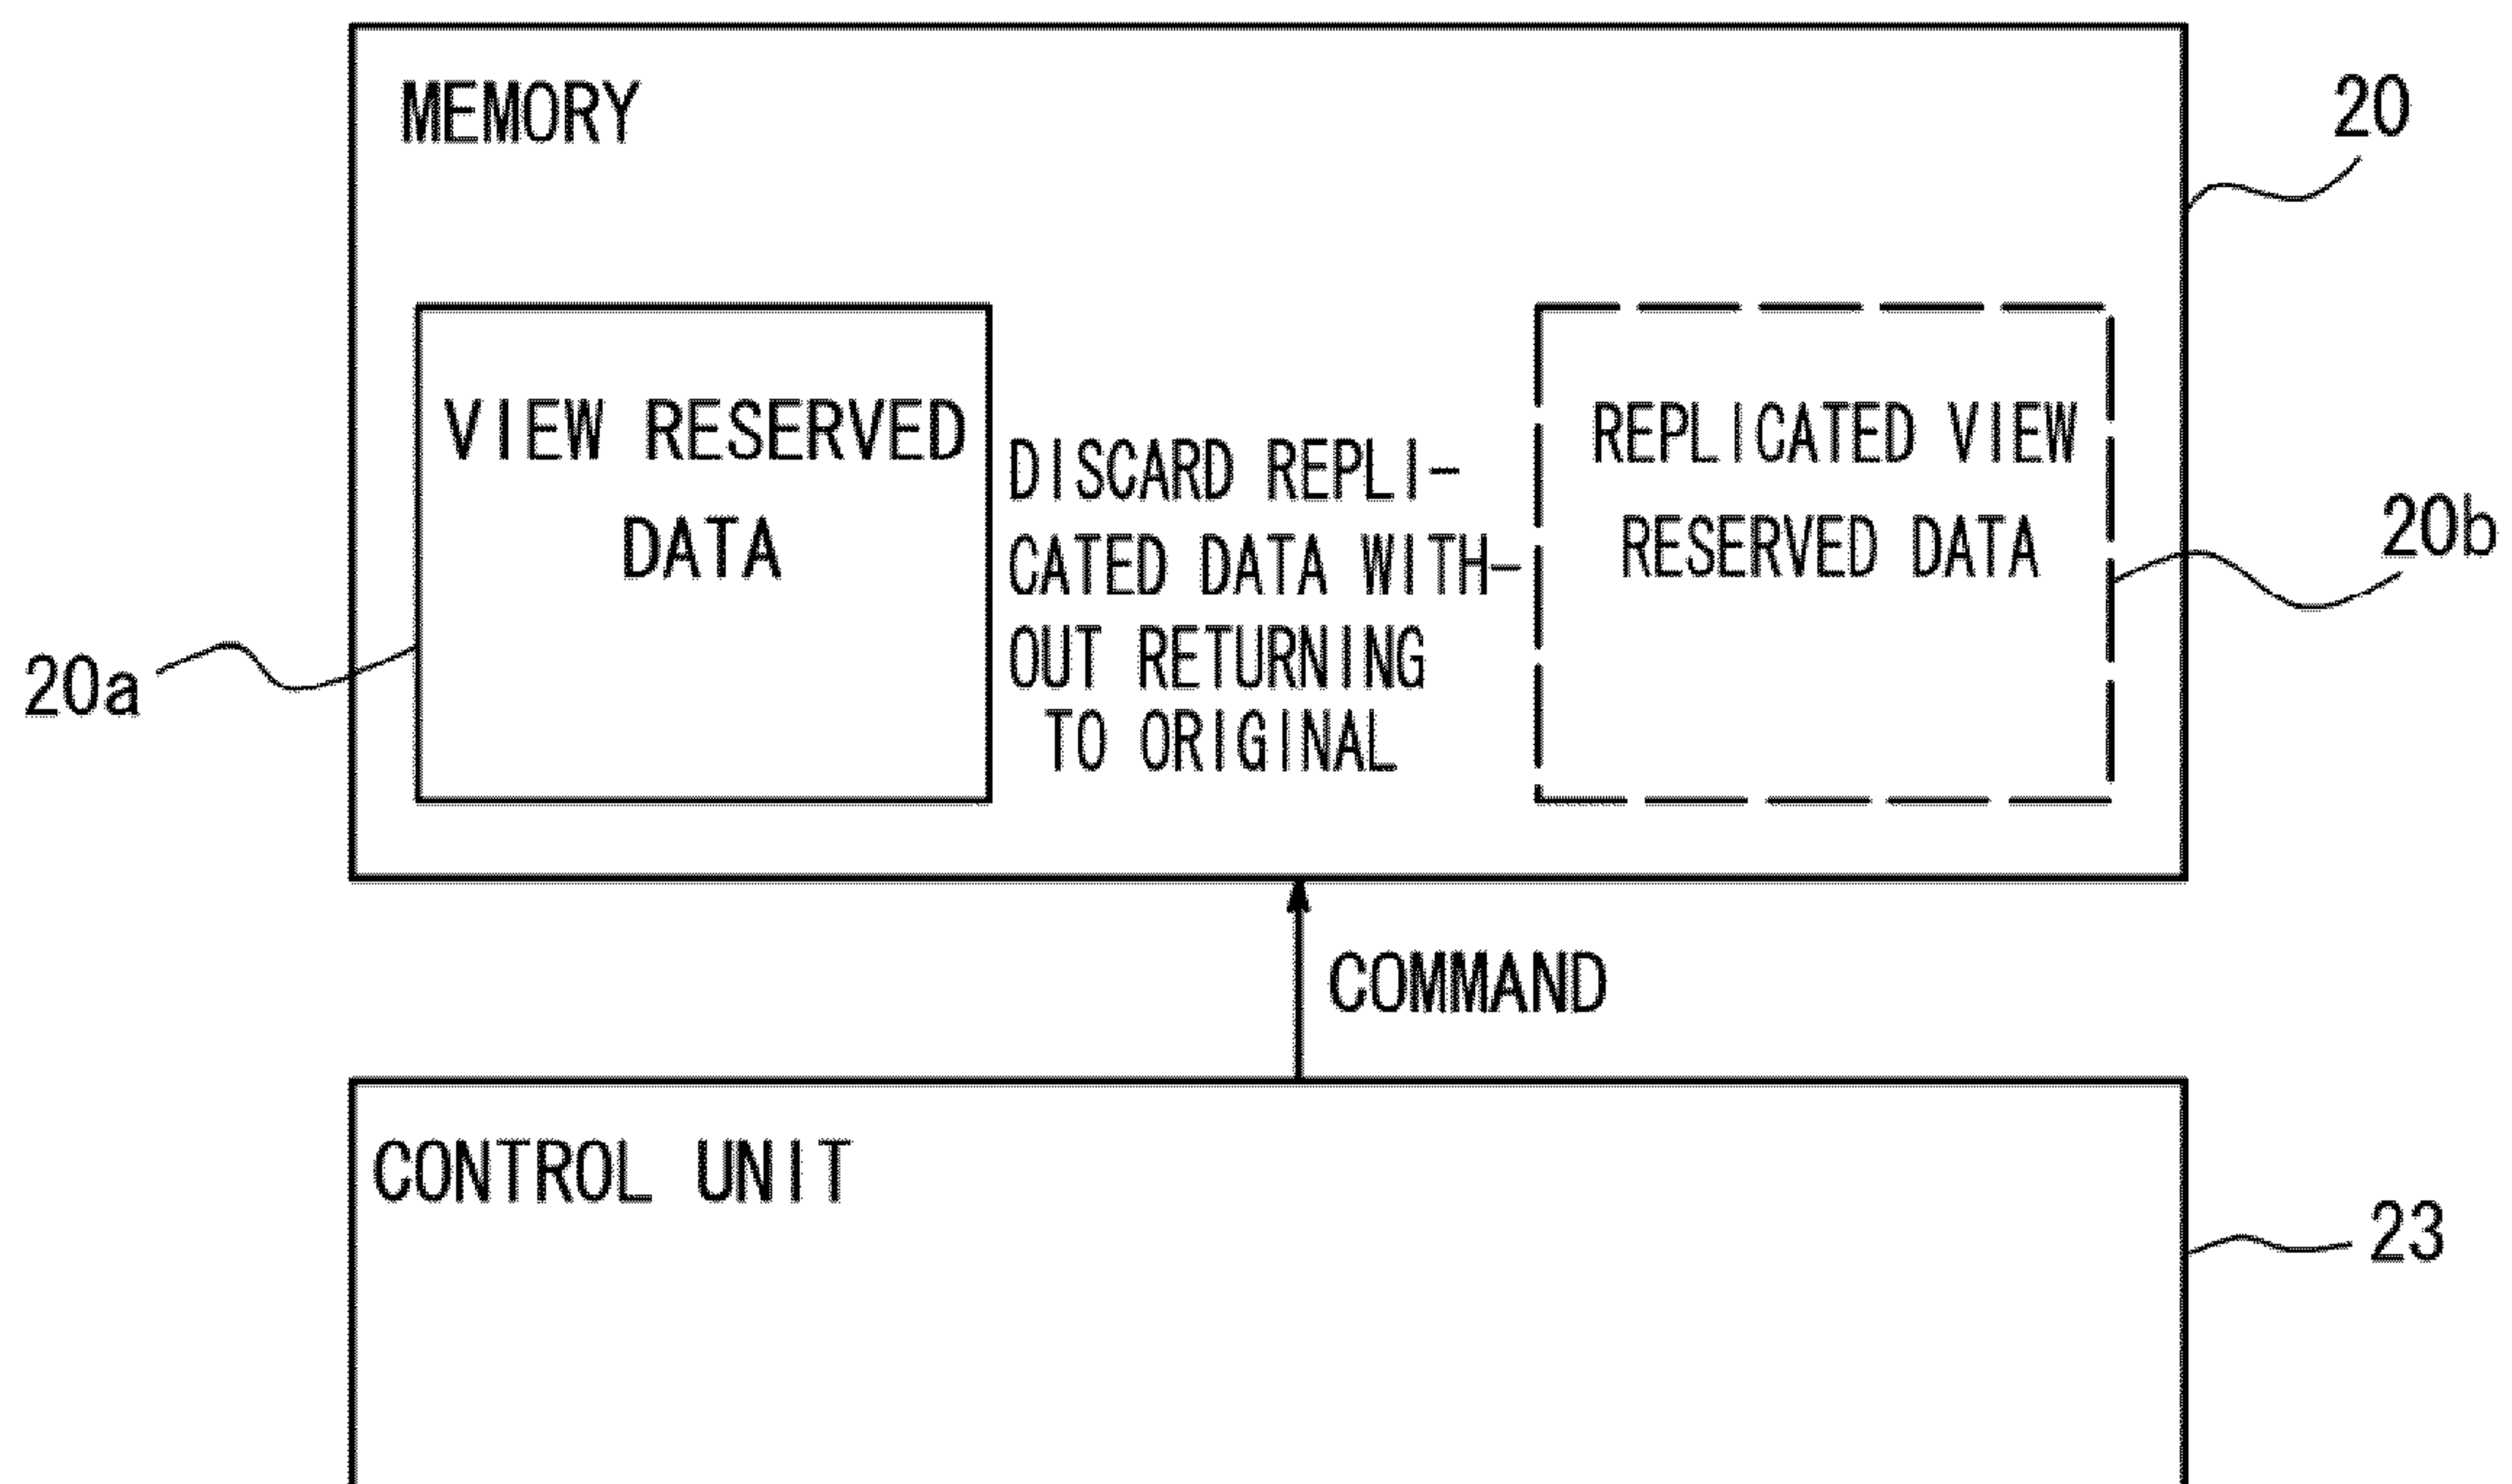 MEMORY
20
VIEW RESERVED
DATA
DISCARD REPLI-
CATED DATA WITH-
OUT RETURNING
TO ORIGINAL
REPLICATED VIEW
RESERVED DATA
20b
20a
COMMAND
CONTROL UNIT
23